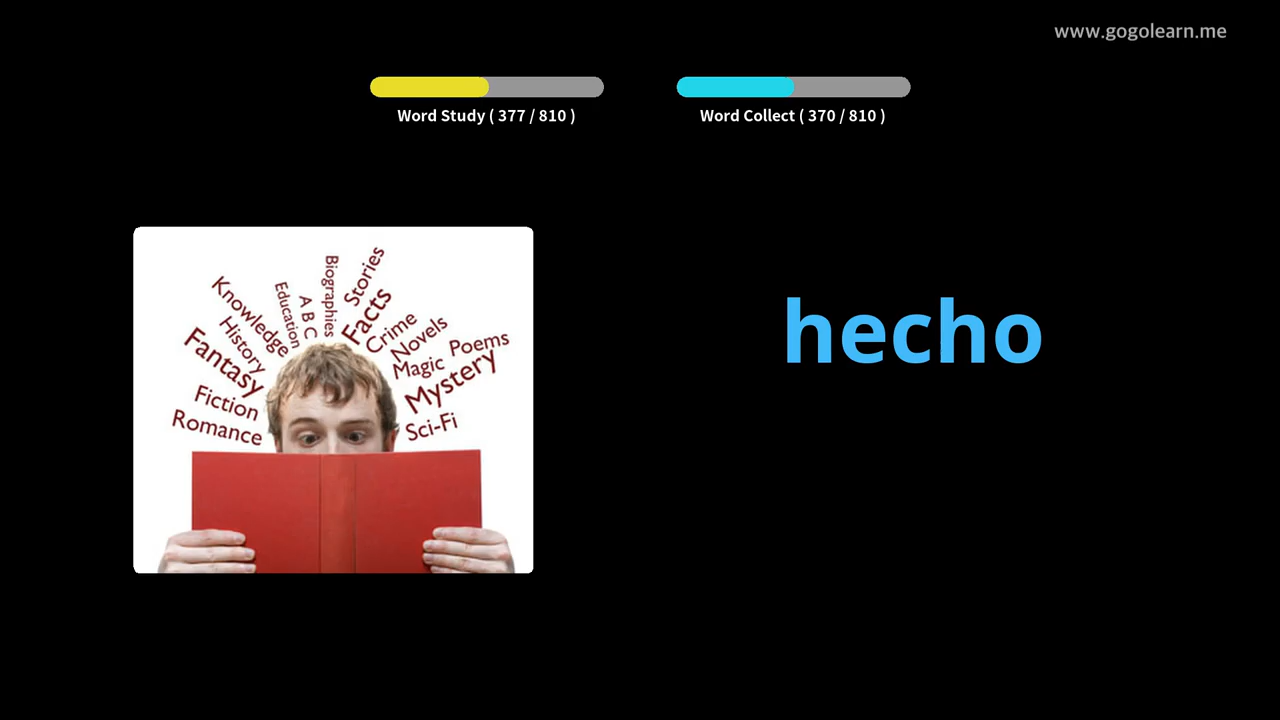 www.gogolearn.me
Word Study ( 377 / 810 )
Word Collect ( 370 / 810 )
Knowledge
Education
A B C
Biographies
Stories
Facts
Crime
Novels
Poems
History
Fantasy
Magic
Mystery
Fiction
Romance
Sci-Fi
hecho